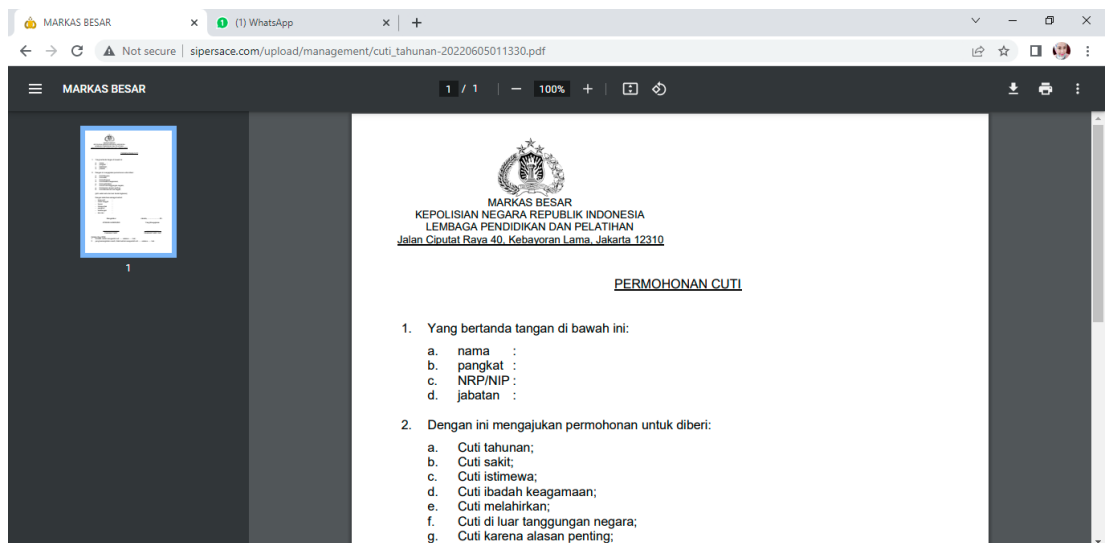 MARKAS BESAR
(1) WhatsApp
Not secure
sipersace.com/upload/management/cuti_tahunan-20220605011330.pdf
MARKAS BESAR
1 / 1
100%
1
MARKAS BESAR
KEPOLISIAN NEGARA REPUBLIK INDONESIA
LEMBAGA PENDIDIKAN DAN PELATIHAN
Jalan Ciputat Raya 40, Kebayoran Lama, Jakarta 12310
PERMOHONAN CUTI
1. Yang bertanda tangan di bawah ini:
a. nama :
b. pangkat :
c. NRP/NIP :
d. jabatan :
2. Dengan ini mengajukan permohonan untuk diberi:
a. Cuti tahunan;
b. Cuti sakit;
c. Cuti istimewa;
d. Cuti ibadah keagamaan;
e. Cuti melahirkan;
f. Cuti di luar tanggungan negara;
g. Cuti karena alasan penting;